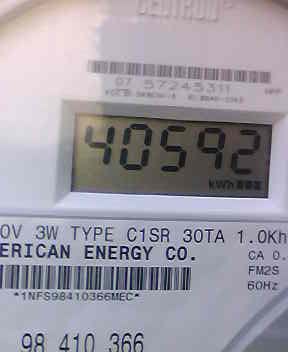 CENTRON
07 57245311
40592
kWh
0V 3W TYPE C1SR 30TA 1.0Kh
ERICAN ENERGY CO.
CA 0.
FM2S
*1NFS98410366MEC*
60Hz
98 410 366